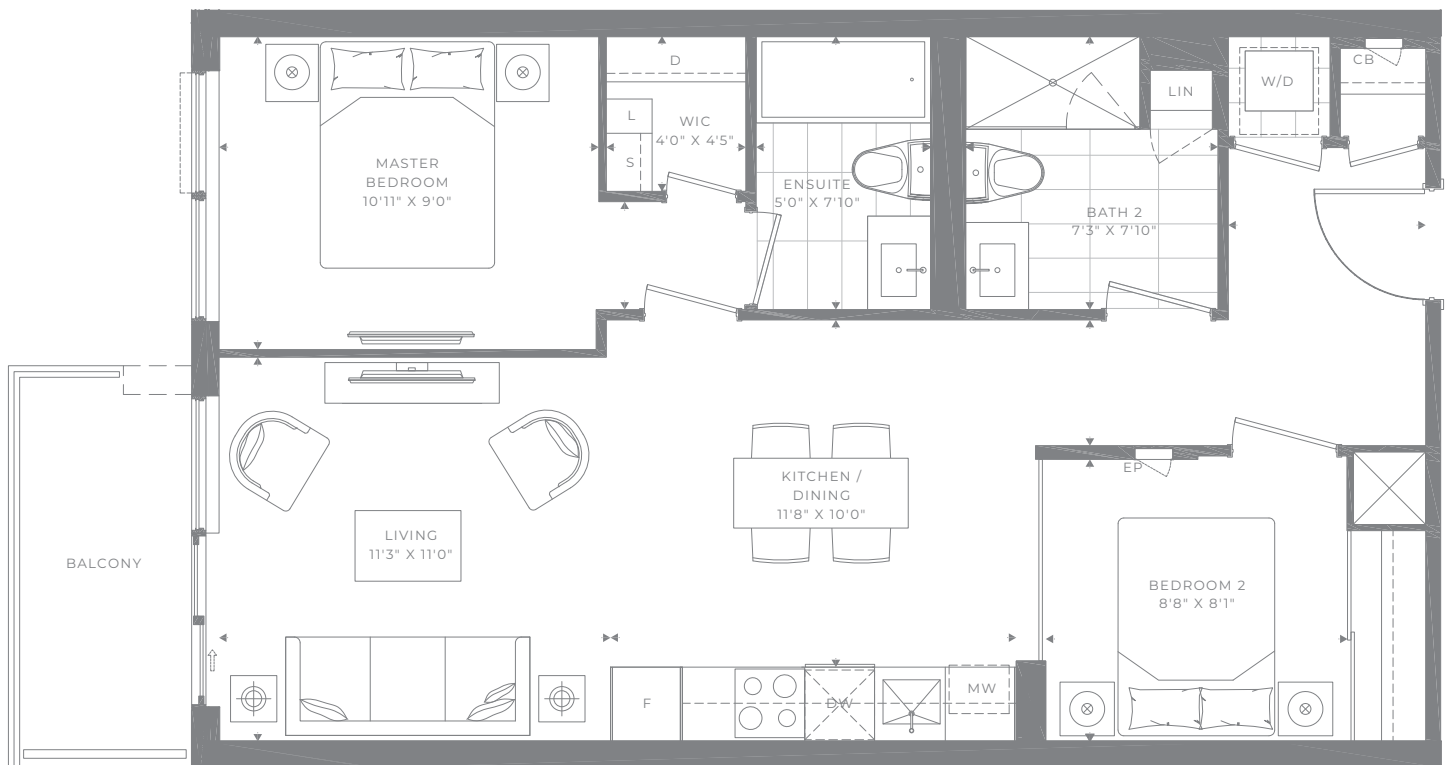 D
L
S
WIC
4'0" X 4'5"
MASTER
BEDROOM
10'11" X 9'0"
ENSUITE
5'0" X 7'10"
BATH 2
7'3" X 7'10"
LIN
W/D
CB
BALCONY
LIVING
11'3" X 11'0"
KITCHEN /
DINING
11'8" X 10'0"
EP
BEDROOM 2
8'8" X 8'1"
F
DW
MW